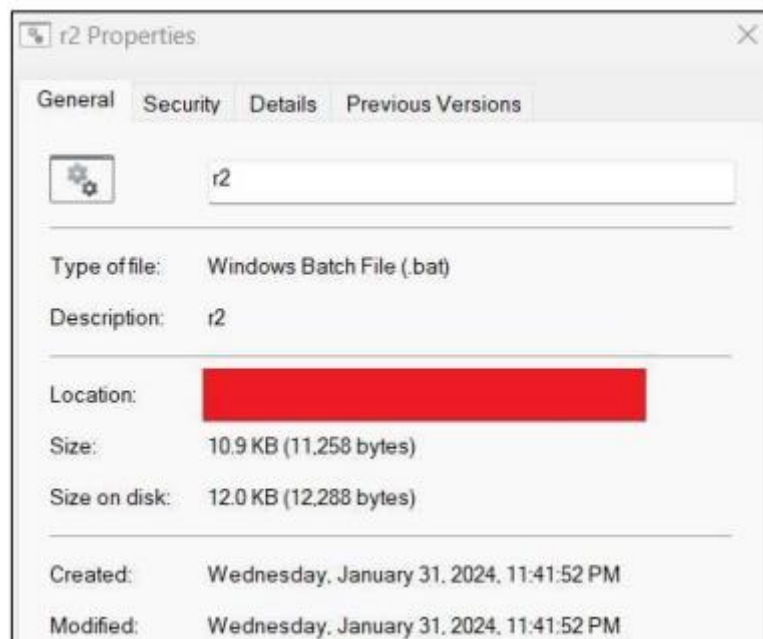 r2 Properties
General Security Details Previous Versions
r2
Type of file: Windows Batch File (.bat)
Description: r2
Location:
Size: 10.9 KB (11,258 bytes)
Size on disk: 12.0 KB (12,288 bytes)
Created: Wednesday, January 31, 2024, 11:41:52 PM
Modified: Wednesday, January 31, 2024, 11:41:52 PM